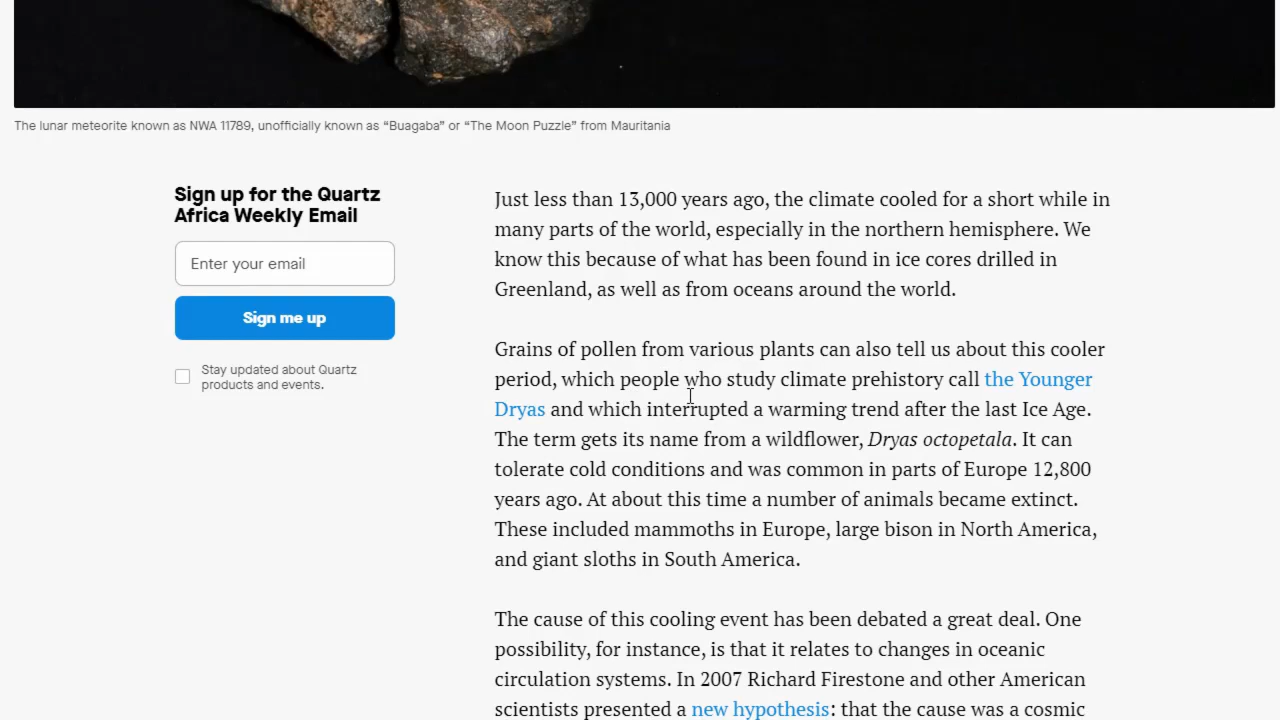 The lunar meteorite known as NWA 11789, unofficially known as “Buagaba” or “The Moon Puzzle” from Mauritania
Sign up for the Quartz
Africa Weekly Email
Enter your email
Sign me up
Stay updated about Quartz
products and events.
Just less than 13,000 years ago, the climate cooled for a short while in
many parts of the world, especially in the northern hemisphere. We
know this because of what has been found in ice cores drilled in
Greenland, as well as from oceans around the world.
Grains of pollen from various plants can also tell us about this cooler
period, which people who study climate prehistory call the Younger
Dryas and which interrupted a warming trend after the last Ice Age.
The term gets its name from a wildflower, Dryas octopetala. It can
tolerate cold conditions and was common in parts of Europe 12,800
years ago. At about this time a number of animals became extinct.
These included mammoths in Europe, large bison in North America,
and giant sloths in South America.
The cause of this cooling event has been debated a great deal. One
possibility, for instance, is that it relates to changes in oceanic
circulation systems. In 2007 Richard Firestone and other American
scientists presented a new hypothesis: that the cause was a cosmic